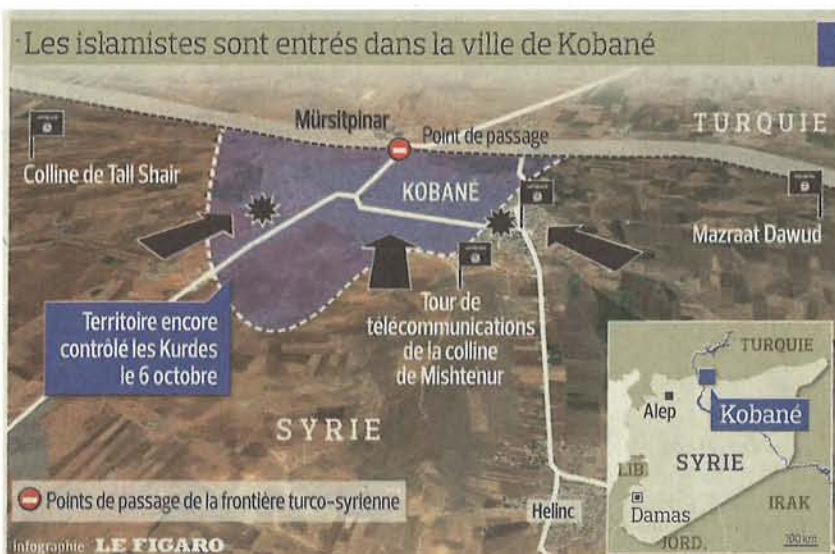 Les islamistes sont entrés dans la ville de Kobané
Mürsitpinar
Point de passage
TURQUIE
Colline de Tall Shair
KOBANÉ
Mazraat Dawud
Territoire encore
contrôlé les Kurdes
le 6 octobre
Tour de
télécommunications
de la colline
de Mishtenur
SYRIE
Helinc
Points de passage de la frontière turco-syrienne
Infographie LE FIGARO
TURQUIE
Alep
Kobané
SYRIE
LIB.
IRAK
Damas
JORD.
100 km